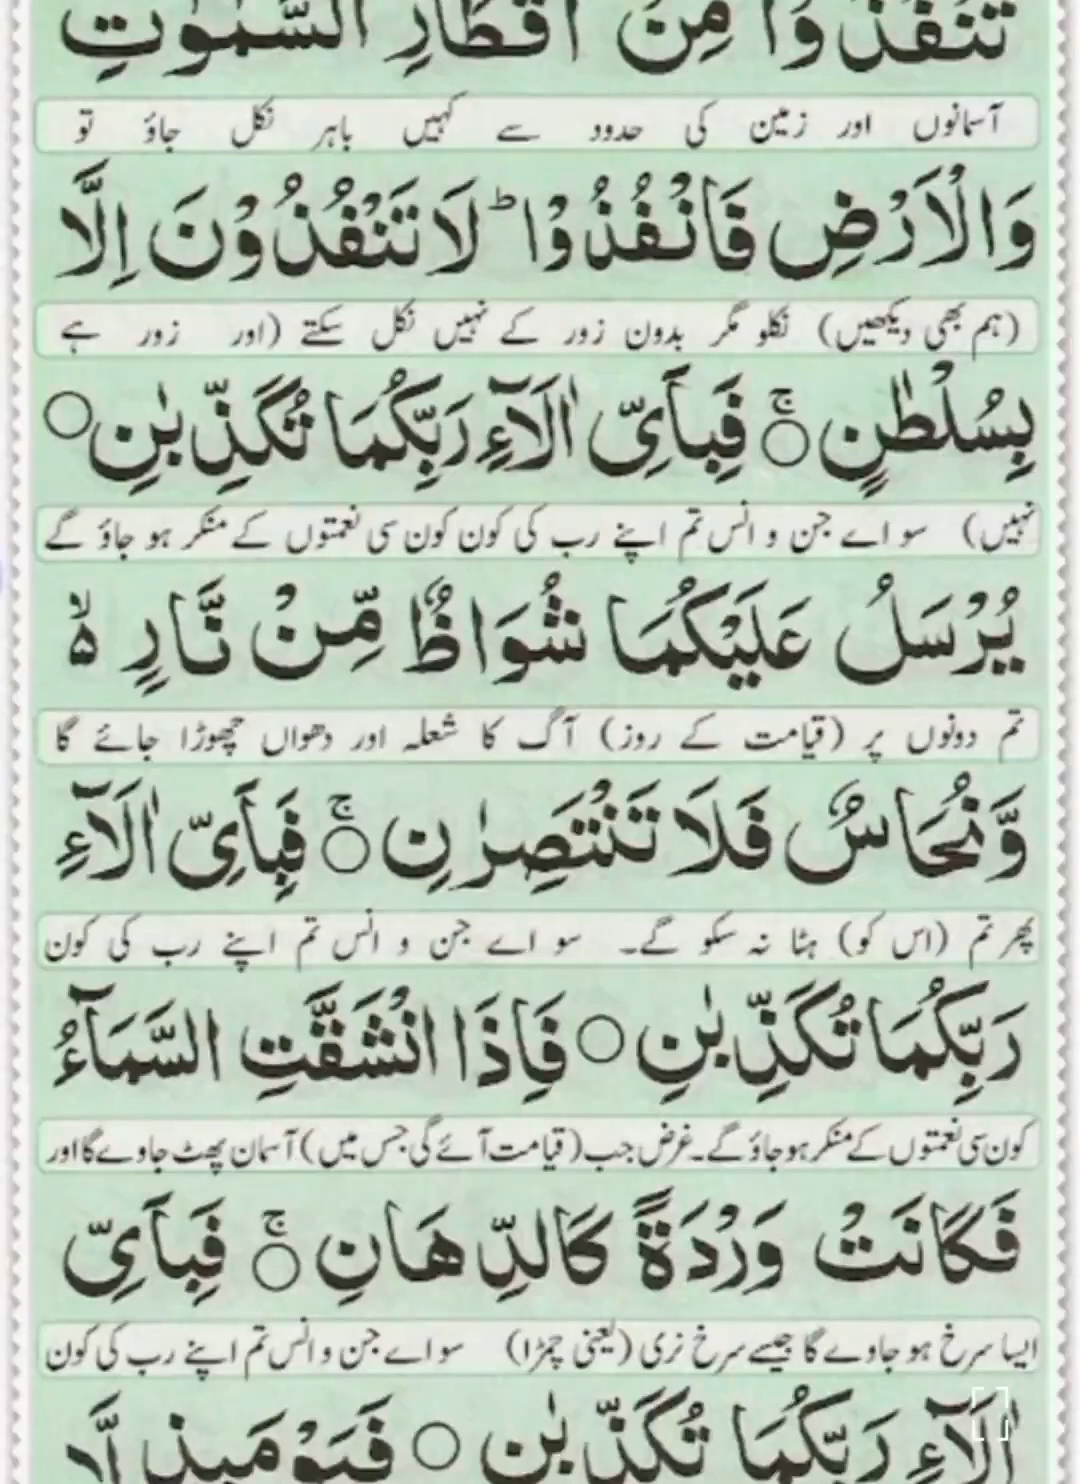 تَنْفُذُوْا مِنْ اَقْطَارِ السَّمٰوٰتِ
آسمانوں اور زمین کی حدود سے کہیں باہر نکل جاؤ تو
وَالْاَرْضِ فَانْفُذُوْا ؕ لَا تَنْفُذُوْنَ اِلَّا
(ہم بھی دیکھیں) نکلو مگر بدون زور کے نہیں نکل سکتے (اور زور ہے
بِسُلْطٰنٍ ۚ○ فَبِاَیِّ اٰلَآءِ رَبِّكُمَا تُكَذِّبٰنِ ○
نہیں) سو اے جن و انس تم اپنے رب کی کون کون سی نعمتوں کے منکر ہو جاؤ گے
يُرْسَلُ عَلَيْكُمَا شُوَاظٌ مِّنْ نَّارٍ ۙ۬
تم دونوں پر (قیامت کے روز) آگ کا شعلہ اور دھواں چھوڑا جائے گا
وَّنُحَاسٌ فَلَا تَنْتَصِرٰنِ ۚ○ فَبِاَیِّ اٰلَآءِ
پھر تم (اس کو) ہٹا نہ سکو گے۔ سو اے جن و انس تم اپنے رب کی کون
رَبِّكُمَا تُكَذِّبٰنِ ○ فَاِذَا انْشَقَّتِ السَّمَآءُ
کون سی نعمتوں کے منکر ہو جاؤ گے۔ غرض جب (قیامت آئے گی جس میں) آسمان پھٹ جاوے گا اور
فَكَانَتْ وَرْدَةً كَالدِّهَانِ ۚ○ فَبِاَیِّ
ایسا سرخ ہو جاوے گا جیسے سرخ نری (یعنی چمڑا) سو اے جن و انس تم اپنے رب کی کون
اٰلَآءِ رَبِّكُمَا تُكَذِّبٰنِ ○ فَيَوْمَىِٕذٍ لَّا